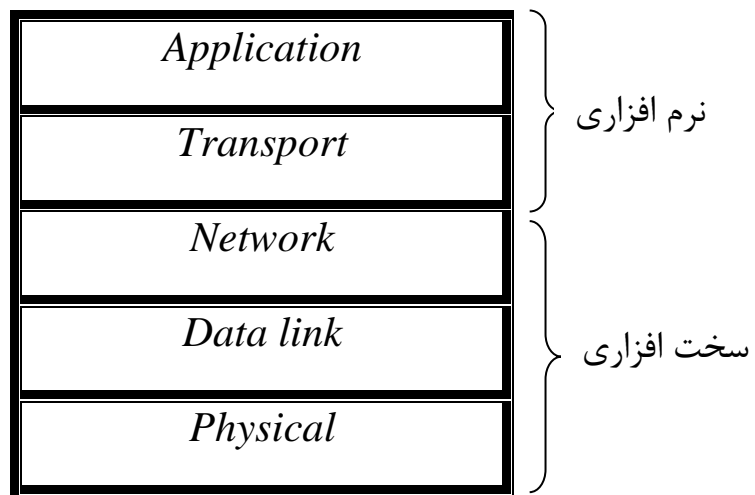 Application
Transport
نرم افزاری
Network
Data link
سخت افزاری
Physical